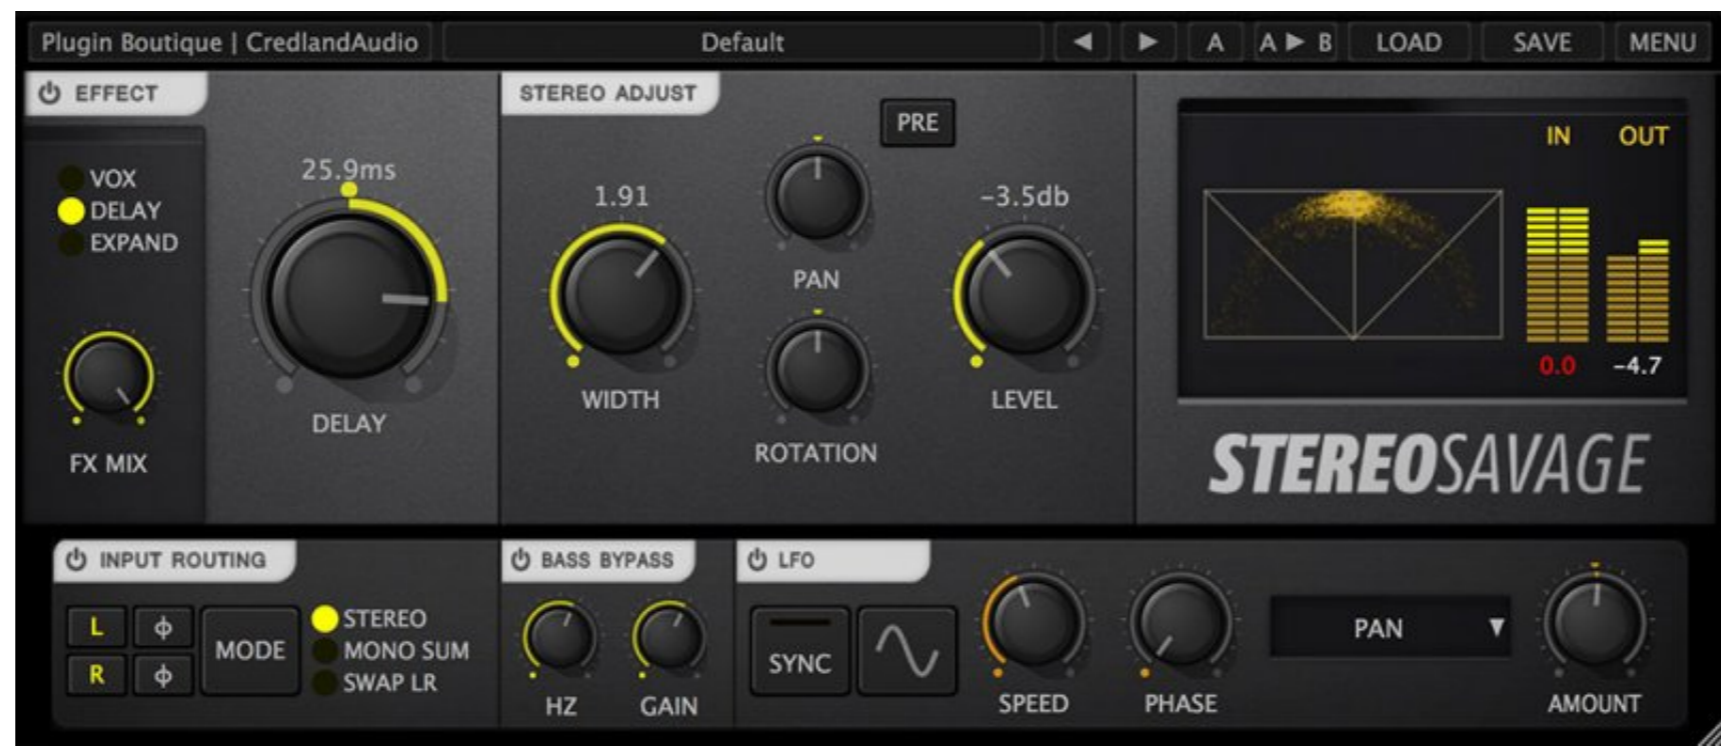 Plugin Boutique | CredlandAudio
Default
◀
▶
A
A ▶ B
LOAD
SAVE
MENU
EFFECT
VOX
DELAY
EXPAND
FX MIX
25.9ms
DELAY
STEREO ADJUST
PRE
1.91
WIDTH
PAN
ROTATION
-3.5db
LEVEL
IN OUT
0.0 -4.7
STEREOSAVAGE
INPUT ROUTING
L ϕ
R ϕ
MODE
STEREO
MONO SUM
SWAP LR
BASS BYPASS
HZ
GAIN
LFO
SYNC
SPEED
PHASE
PAN ▼
AMOUNT